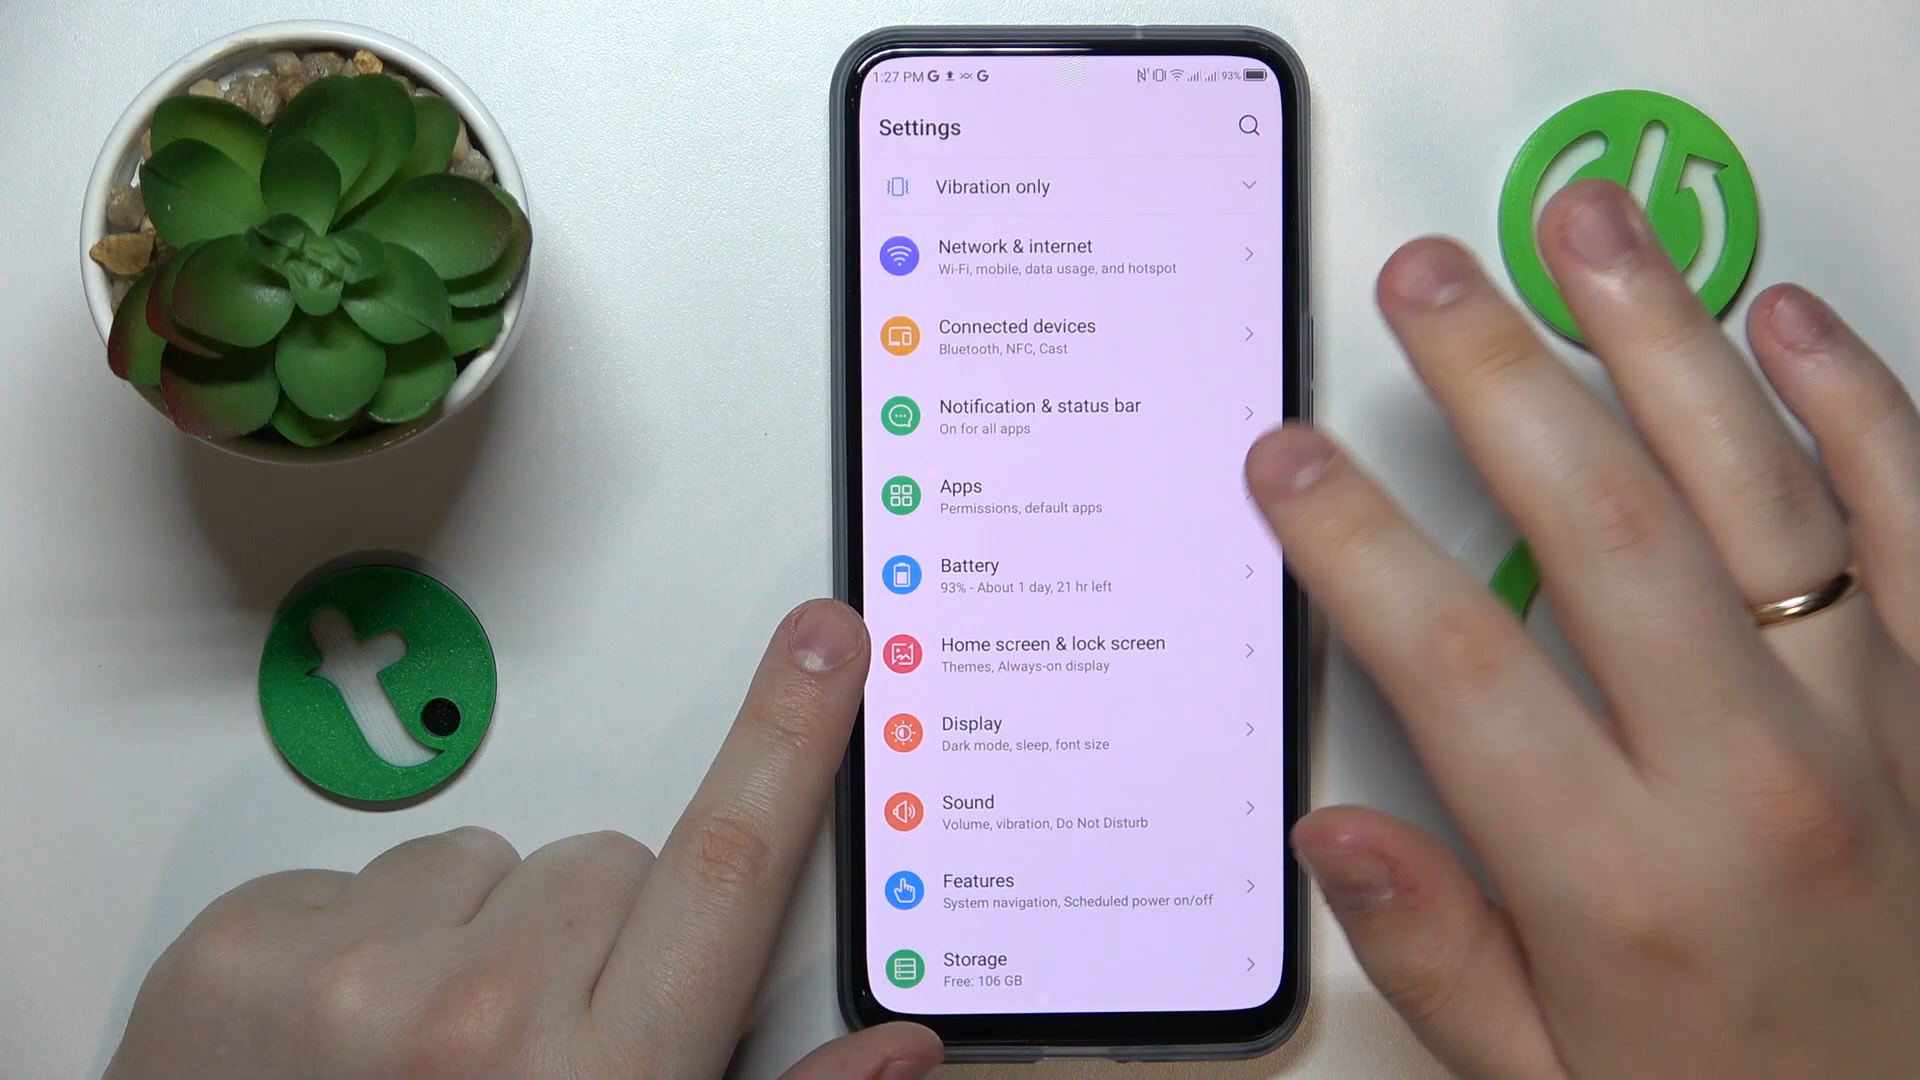 1:27 PM G G 93%
Settings
Vibration only
Network & internet
Wi-Fi, mobile, data usage, and hotspot
Connected devices
Bluetooth, NFC, Cast
Notification & status bar
On for all apps
Apps
Permissions, default apps
Battery
93% - About 1 day, 21 hr left
Home screen & lock screen
Themes, Always-on display
Display
Dark mode, sleep, font size
Sound
Volume, vibration, Do Not Disturb
Features
System navigation, Scheduled power on/off
Storage
Free: 106 GB
t.